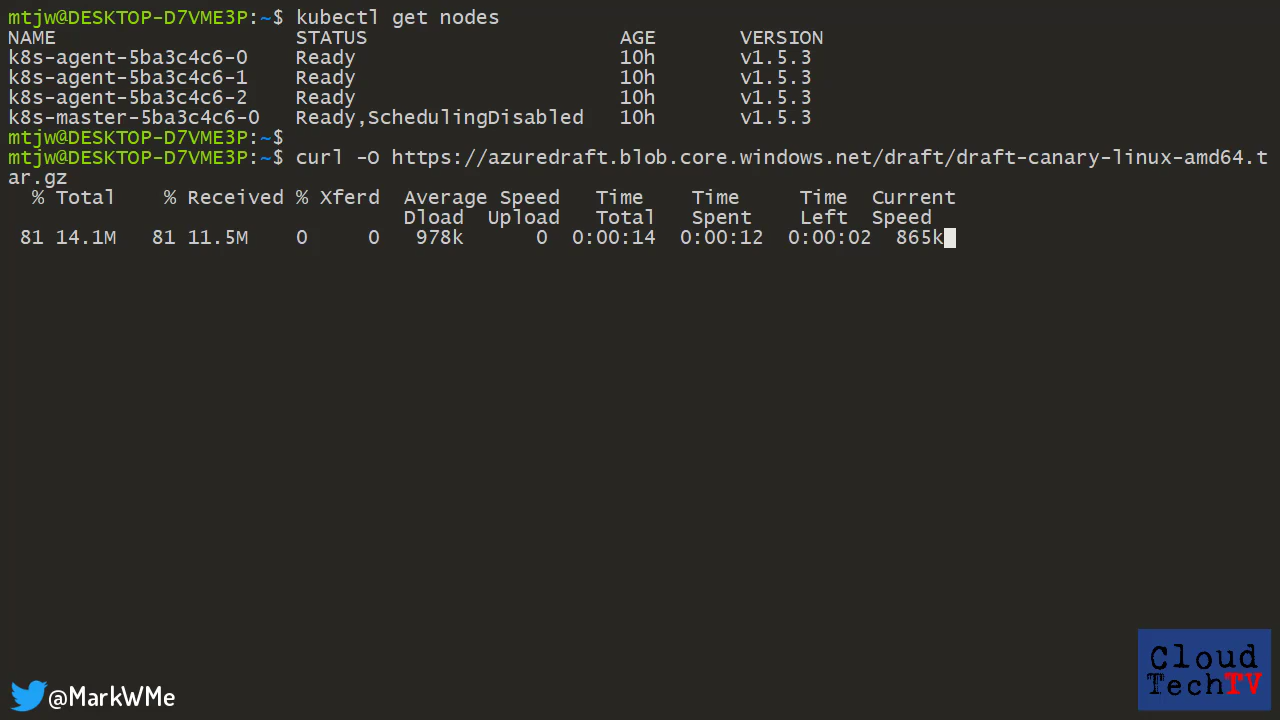 mtjw@DESKTOP-D7VME3P:~$ kubectl get nodes
NAME STATUS AGE VERSION
k8s-agent-5ba3c4c6-0 Ready 10h v1.5.3
k8s-agent-5ba3c4c6-1 Ready 10h v1.5.3
k8s-agent-5ba3c4c6-2 Ready 10h v1.5.3
k8s-master-5ba3c4c6-0 Ready,SchedulingDisabled 10h v1.5.3
mtjw@DESKTOP-D7VME3P:~$
mtjw@DESKTOP-D7VME3P:~$ curl -O https://azuredraft.blob.core.windows.net/draft/draft-canary-linux-amd64.t
ar.gz
% Total % Received % Xferd Average Speed Time Time Time Current
Dload Upload Total Spent Left Speed
81 14.1M 81 11.5M 0 0 978k 0 0:00:14 0:00:12 0:00:02 865k
@MarkWMe
Cloud
TechTV